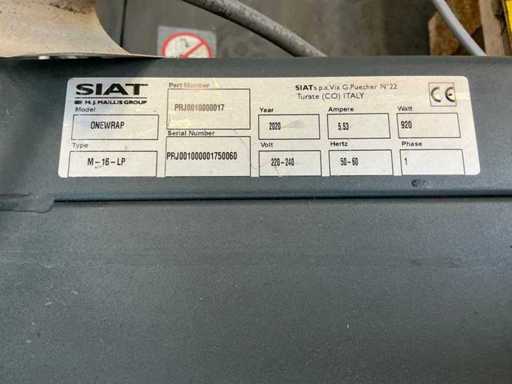 SIAT
M.J. MAILLIS GROUP
Model
ONEWRAP
Type
M-16-LP
Part Number
PRJ0010000017
Serial Number
PRJ001000001750060
SIAT s.p.a. Via G.Puecher N°22
Turate (CO) ITALY
CE
Year
2020
Ampere
5.53
Watt
920
Volt
220-240
Hertz
50-60
Phase
1